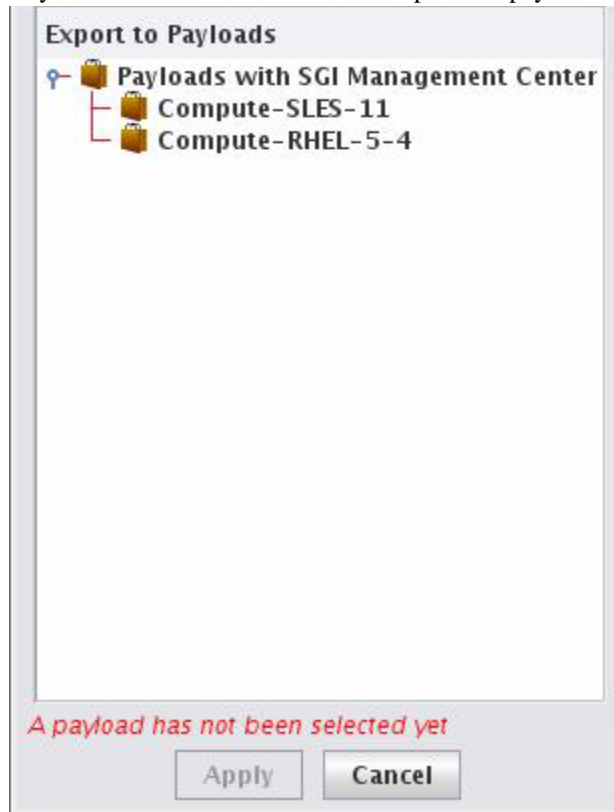 Export to Payloads
Payloads with SGI Management Center
Compute-SLES-11
Compute-RHEL-5-4
A payload has not been selected yet
Apply
Cancel